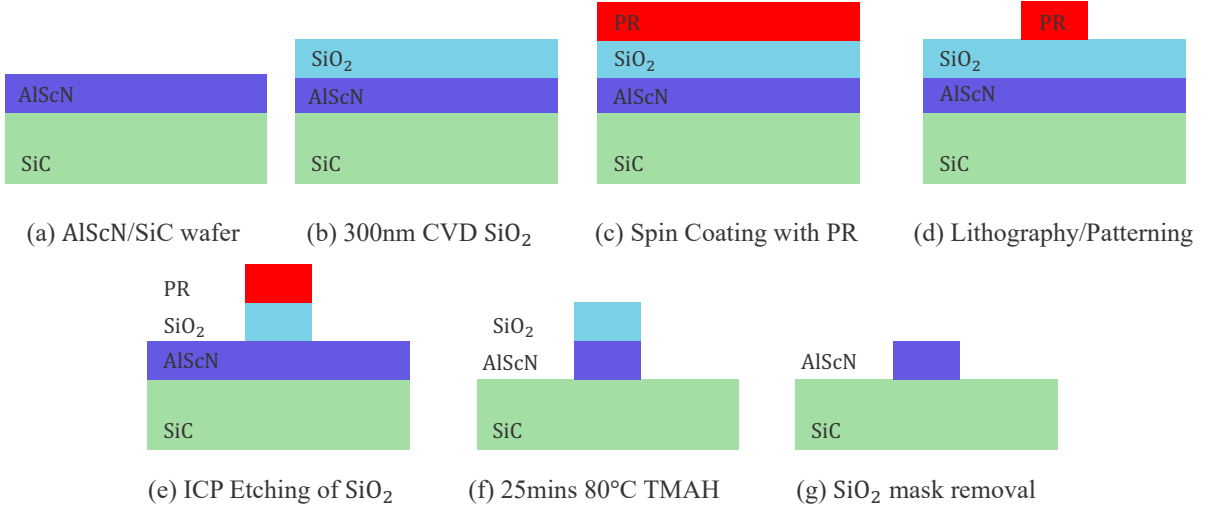 PR
PR
SiO₂
SiO₂
SiO₂
AlScN
AlScN
AlScN
AlScN
SiC
SiC
SiC
SiC
(a) AlScN/SiC wafer
(b) 300nm CVD SiO₂
(c) Spin Coating with PR
(d) Lithography/Patterning
PR
SiO₂
SiO₂
AlScN
AlScN
AlScN
SiC
SiC
SiC
(e) ICP Etching of SiO₂
(f) 25mins 80°C TMAH
(g) SiO₂ mask removal